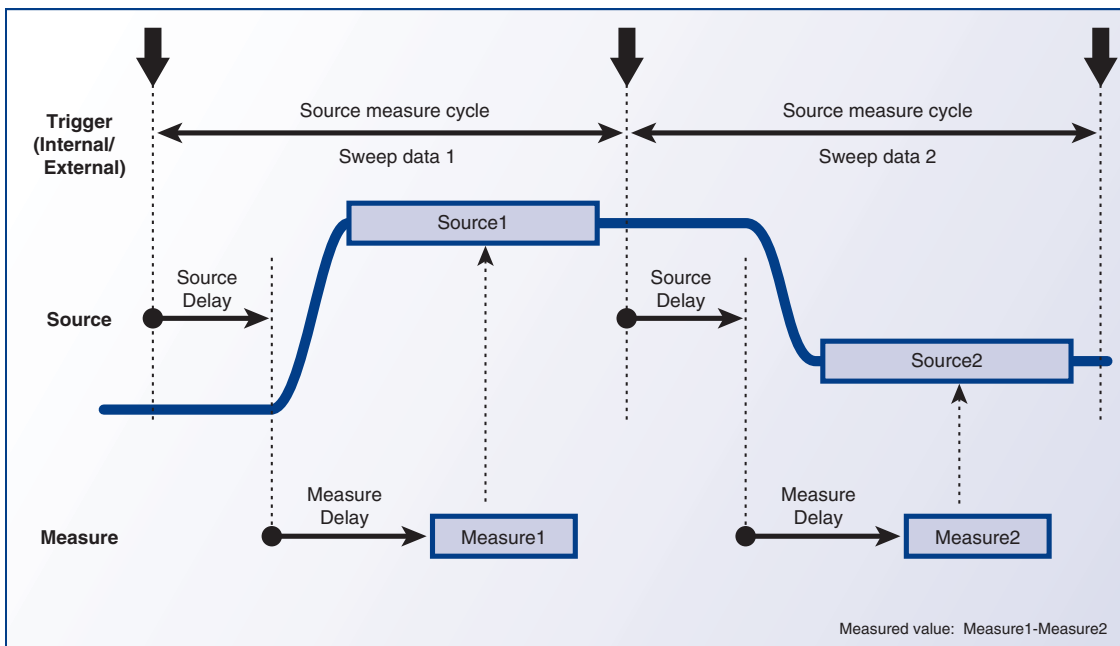 Trigger
(Internal/
External)
Source measure cycle
Sweep data 1
Source measure cycle
Sweep data 2
Source
Source
Delay
Source1
Source
Delay
Source2
Measure
Measure
Delay
Measure1
Measure
Delay
Measure2
Measured value: Measure1-Measure2